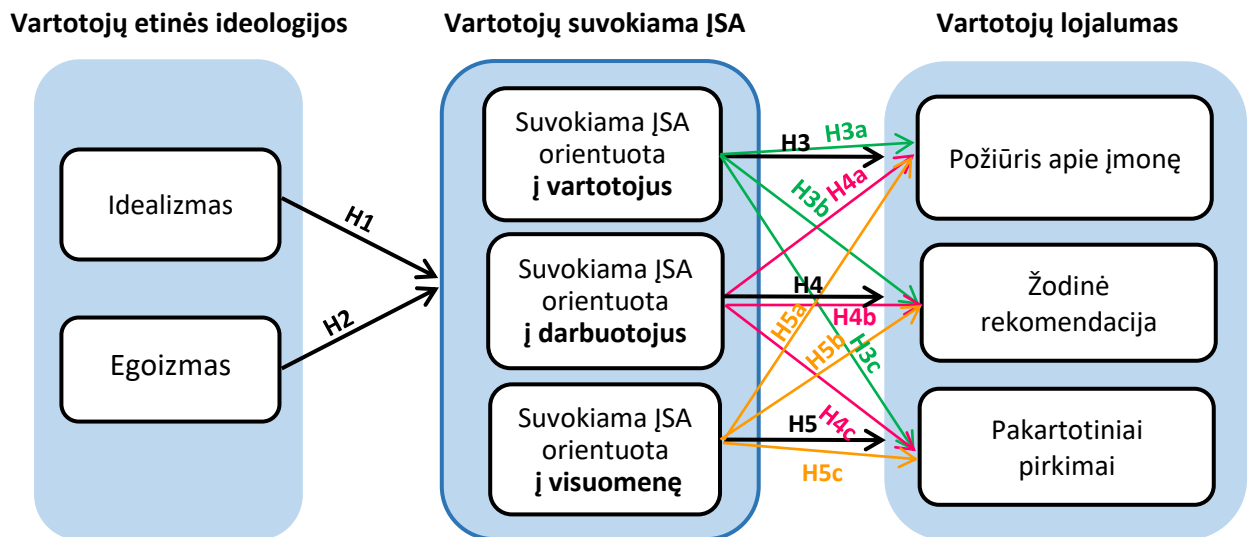 Vartotojų etinės ideologijos
Vartotojų suvokiama ĮSA
Vartotojų lojalumas
Idealizmas
Egoizmas
H1
H2
Suvokiama ĮSA
orientuota
į vartotojus
Suvokiama ĮSA
orientuota
į darbuotojus
Suvokiama ĮSA
orientuota
į visuomenę
H3
H3a
H3b
H4a
H4
H4b
H5a
H5b
H3c
H5
H4c
H5c
Požiūris apie įmonę
Žodinė
rekomendacija
Pakartotiniai
pirkimai